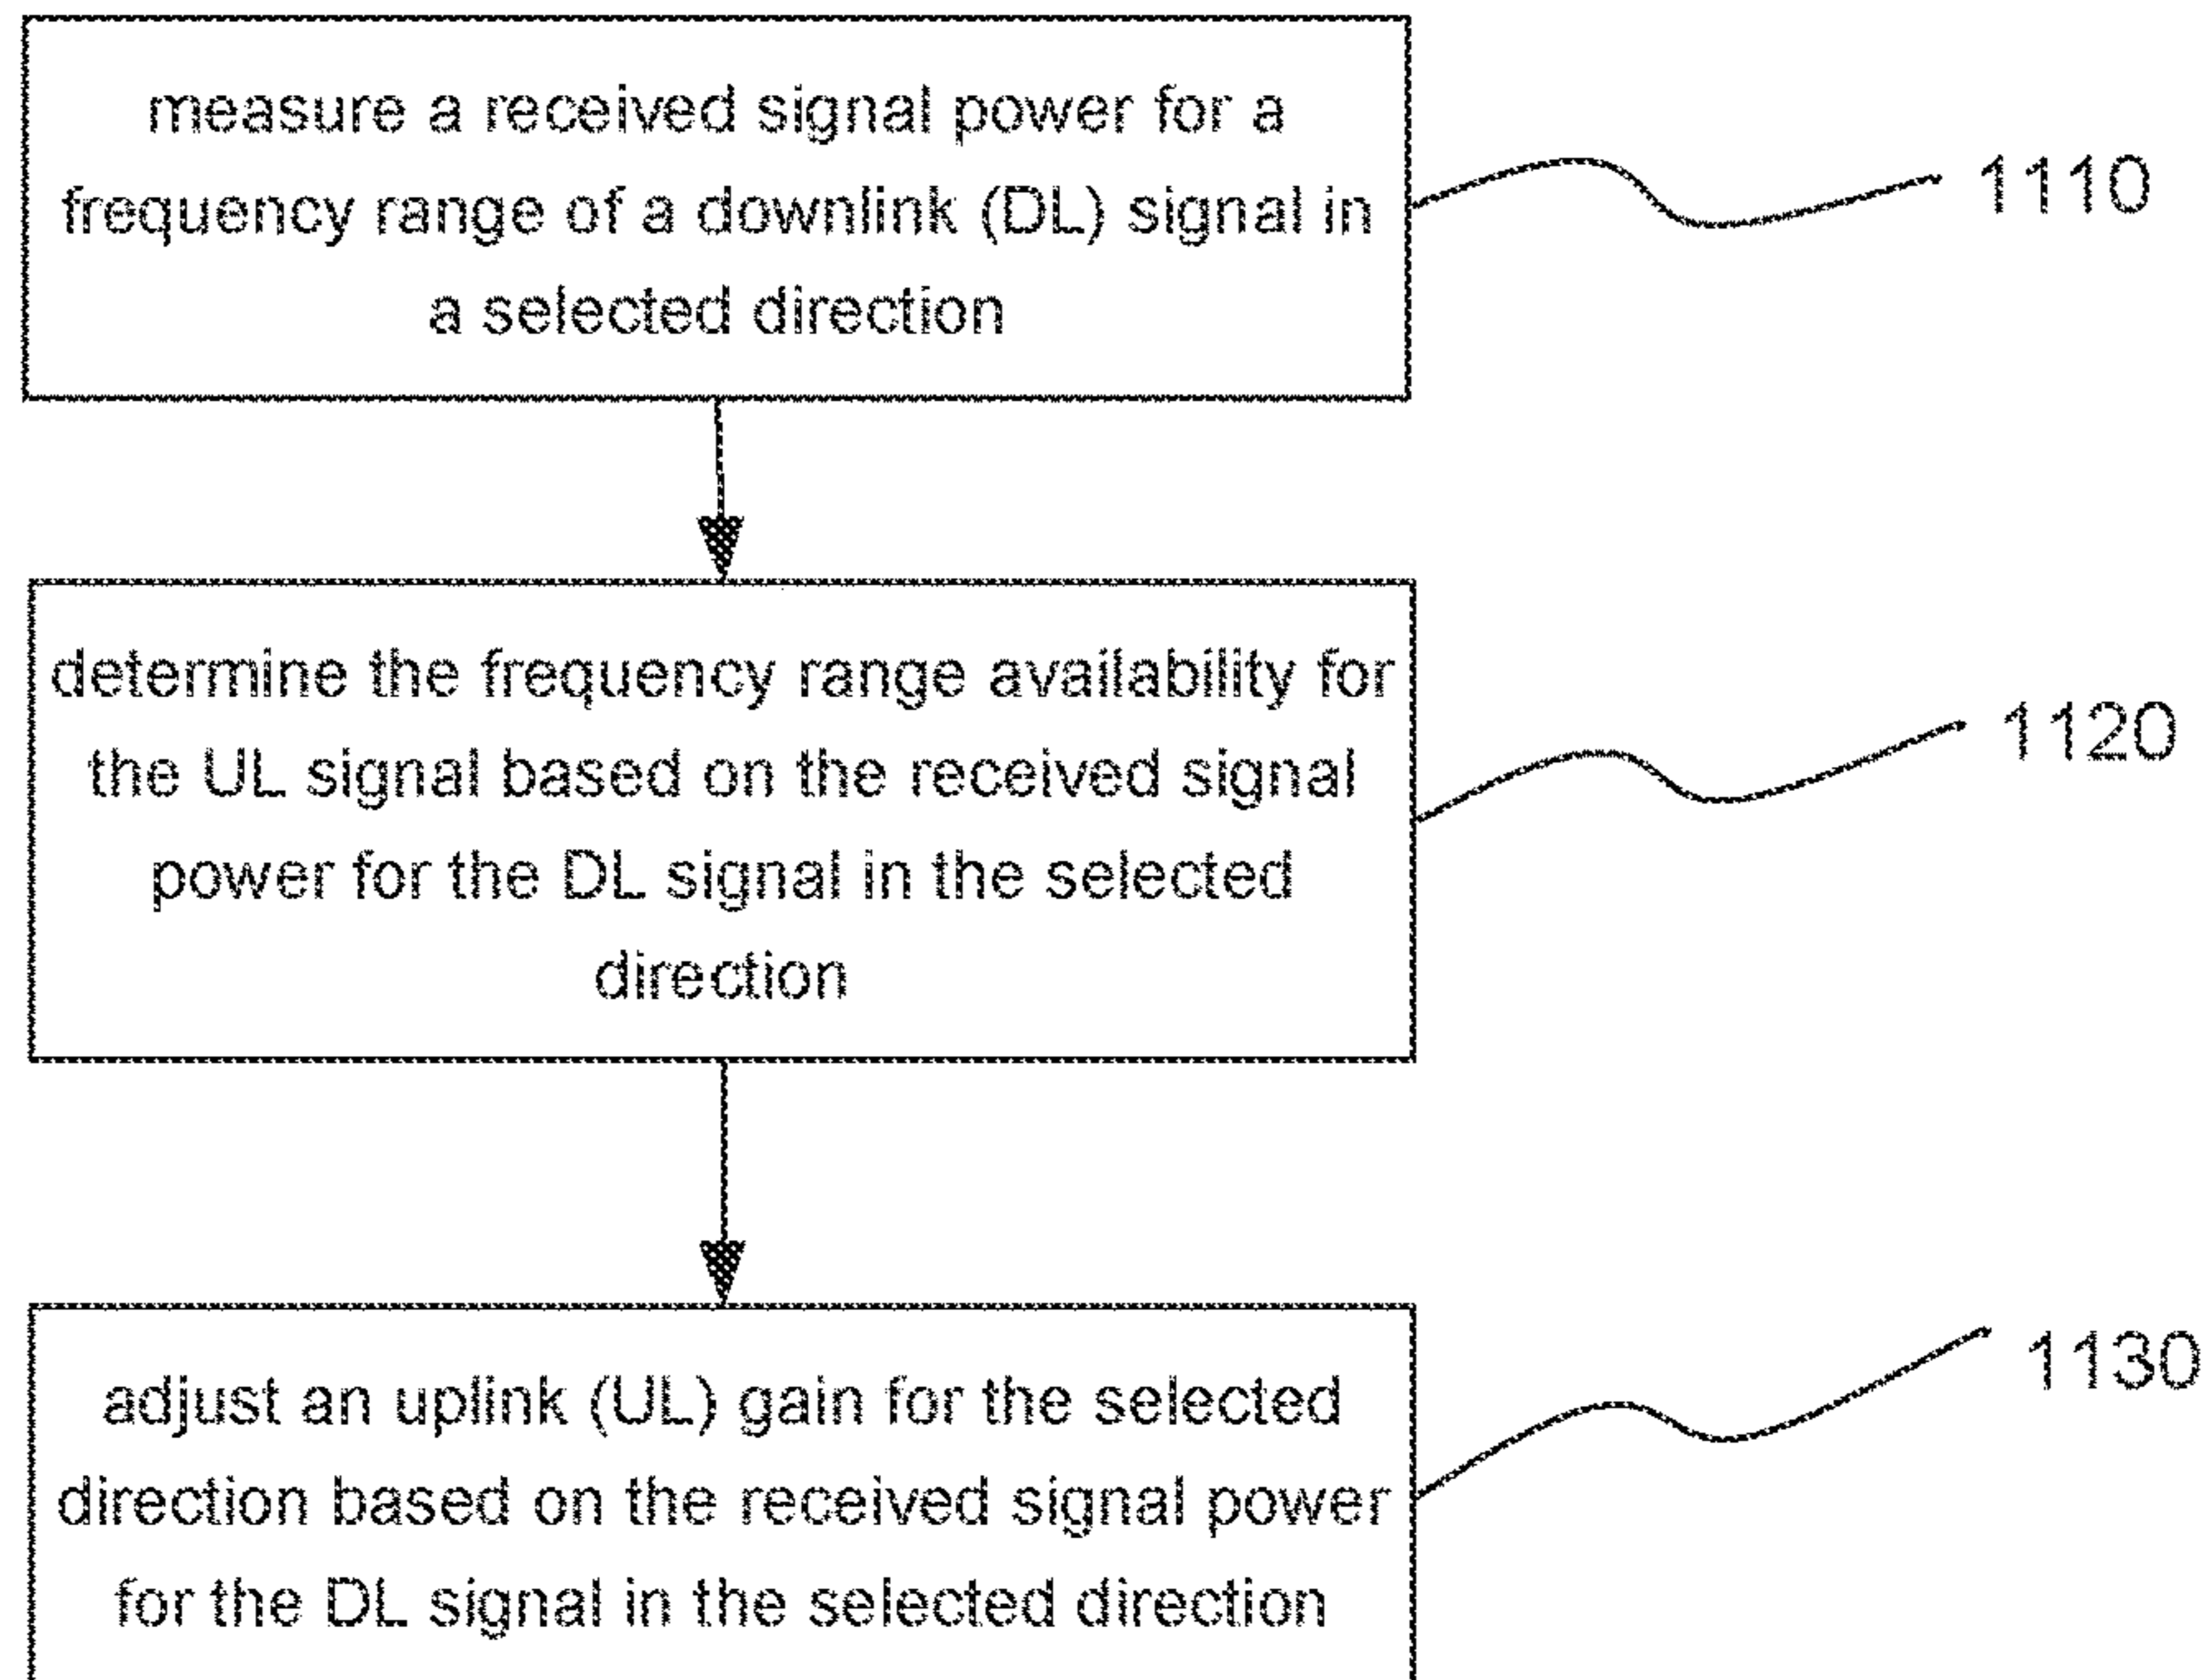 measure a received signal power for a
frequency range of a downlink (DL) signal in
a selected direction
1110
determine the frequency range availability for
the UL signal based on the received signal
power for the DL signal in the selected
direction
1120
adjust an uplink (UL) gain for the selected
direction based on the received signal power
for the DL signal in the selected direction
1130